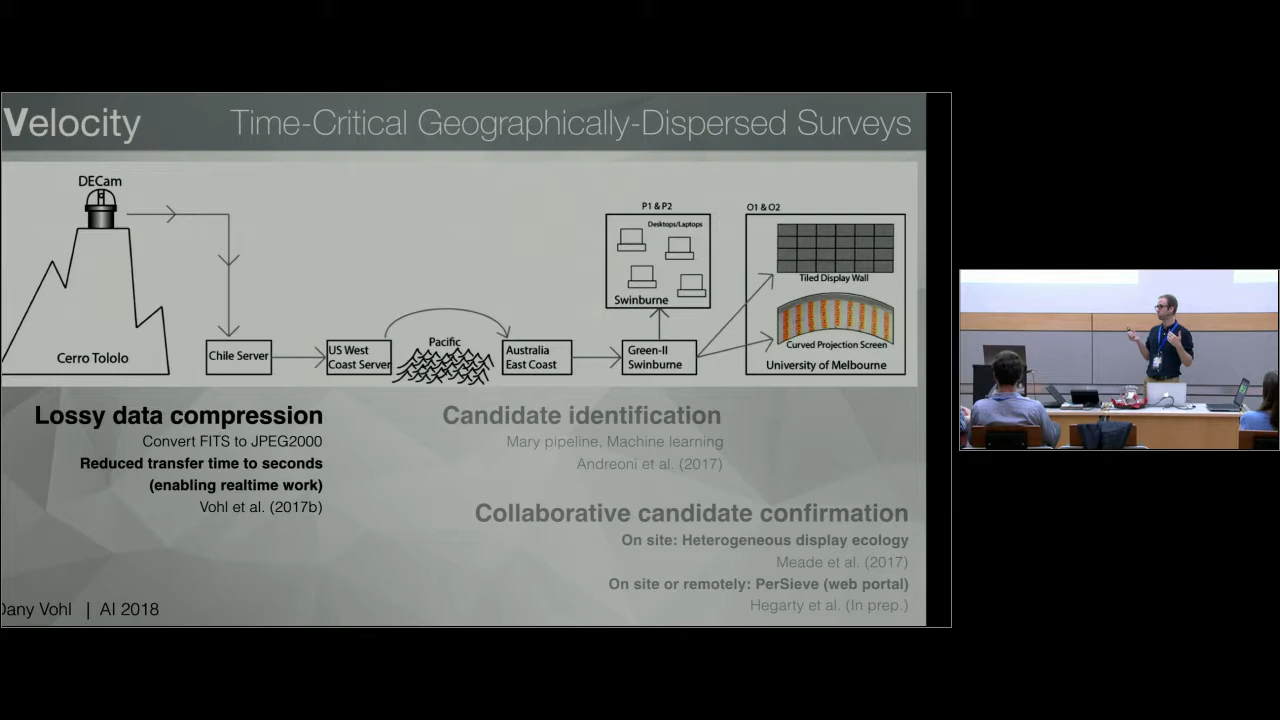 Velocity
Time-Critical Geographically-Dispersed Surveys
DECam
Cerro Tololo
Chile Server
US West
Coast Server
Pacific
Australia
East Coast
Green-II
Swinburne
P1 & P2
Desktops/Laptops
Swinburne
O1 & O2
Tiled Display Wall
Curved Projection Screen
University of Melbourne
Lossy data compression
Convert FITS to JPEG2000
Reduced transfer time to seconds
(enabling realtime work)
Vohl et al. (2017b)
Candidate identification
Mary pipeline, Machine learning
Andreoni et al. (2017)
Collaborative candidate confirmation
On site: Heterogeneous display ecology
Meade et al. (2017)
On site or remotely: PerSieve (web portal)
Hegarty et al. (In prep.)
Dany Vohl | AI 2018